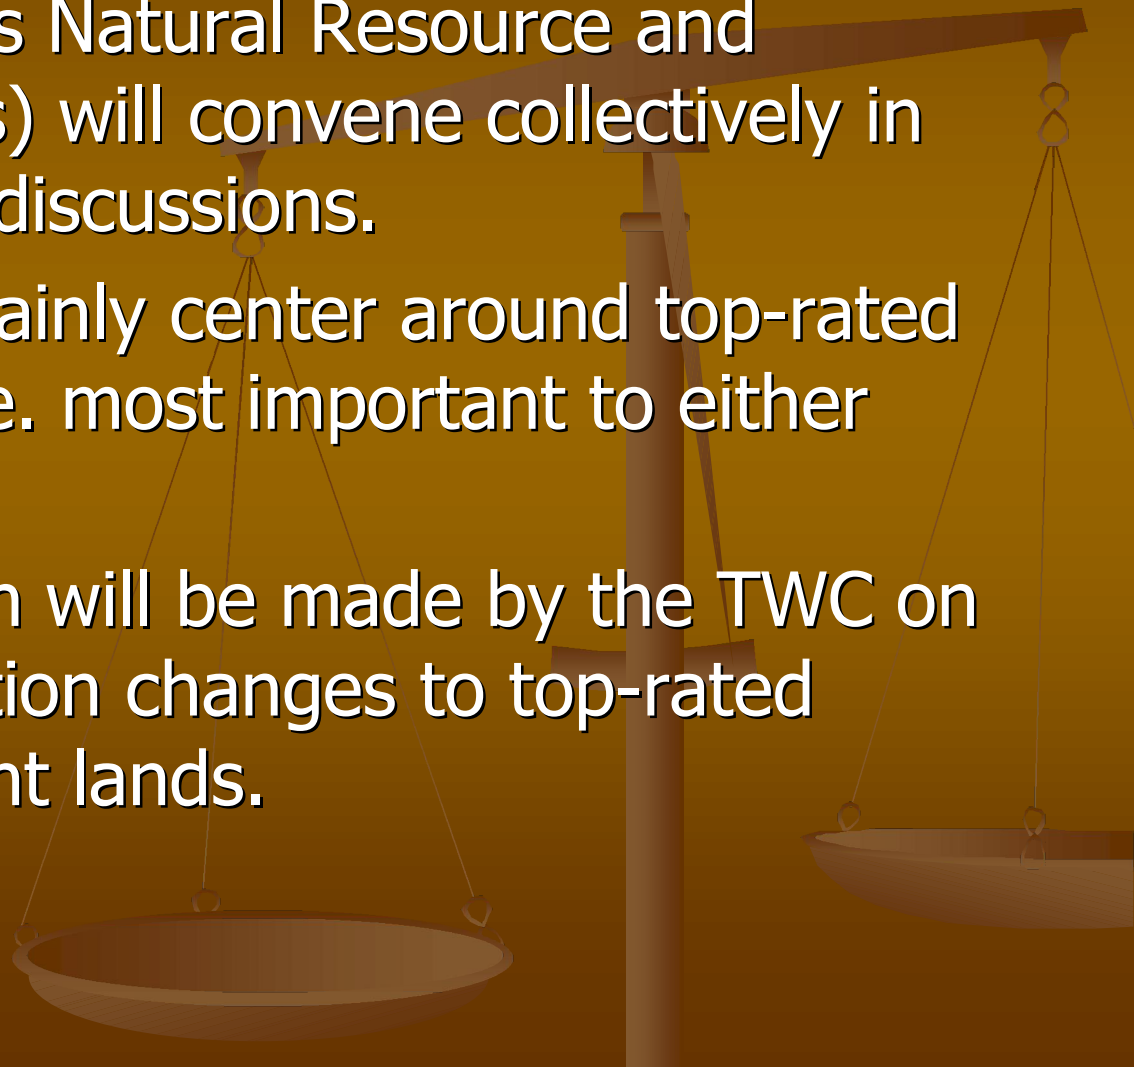 s Natural Resource and
s) will convene collectively in
discussions.
ainly center around top-rated
e. most important to either
n will be made by the TWC on
tion changes to top-rated
nt lands.